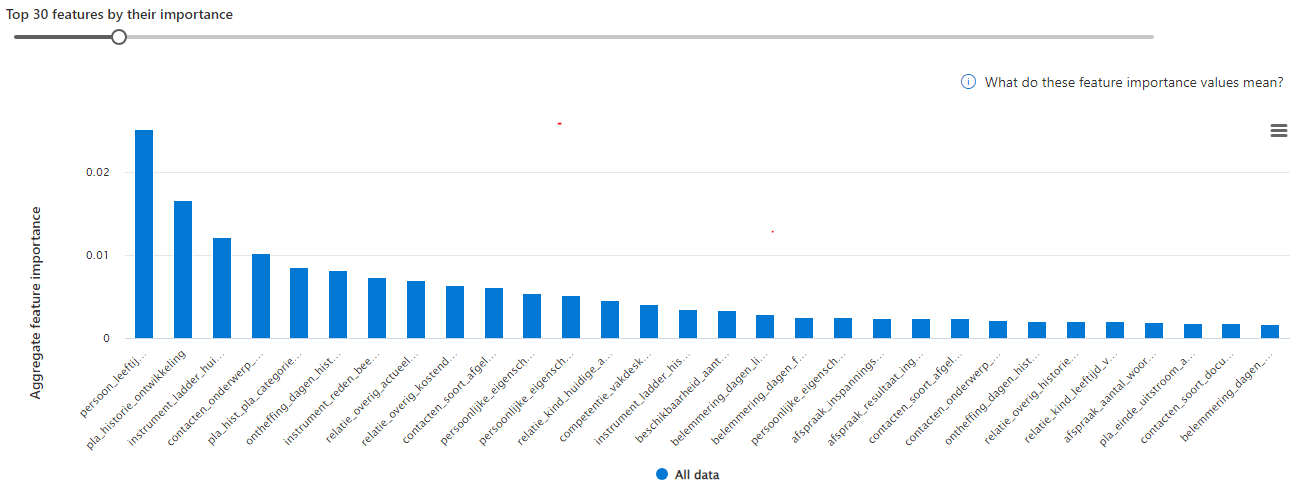 Top 30 features by their importance
What do these feature importance values mean?
Aggregate feature importance
0.02
0.01
0
persoon_leeftij...
pla_historie_ontwikkeling
instrument_ladder_hui...
contacten_onderwerp_...
pla_hist_pla_categorie...
ontheffing_dagen_hist...
instrument_reden_bee...
relatie_overig_actueel...
relatie_overig_kostend...
contacten_soort_afgel...
persoonlijke_eigensch...
persoonlijke_eigensch...
relatie_kind_huidige_a...
competentie_vakdesk...
instrument_ladder_his...
beschikbaarheid_aant...
belemmering_dagen_li...
belemmering_dagen_f...
persoonlijke_eigensch...
afspraak_inspannings...
afspraak_resultaat_ing...
contacten_soort_afgel...
contacten_onderwerp_...
ontheffing_dagen_hist...
relatie_overig_historie...
relatie_kind_leeftijd_v...
afspraak_aantal_woor...
pla_einde_uitstroom_a...
contacten_soort_docu...
belemmering_dagen_...
All data